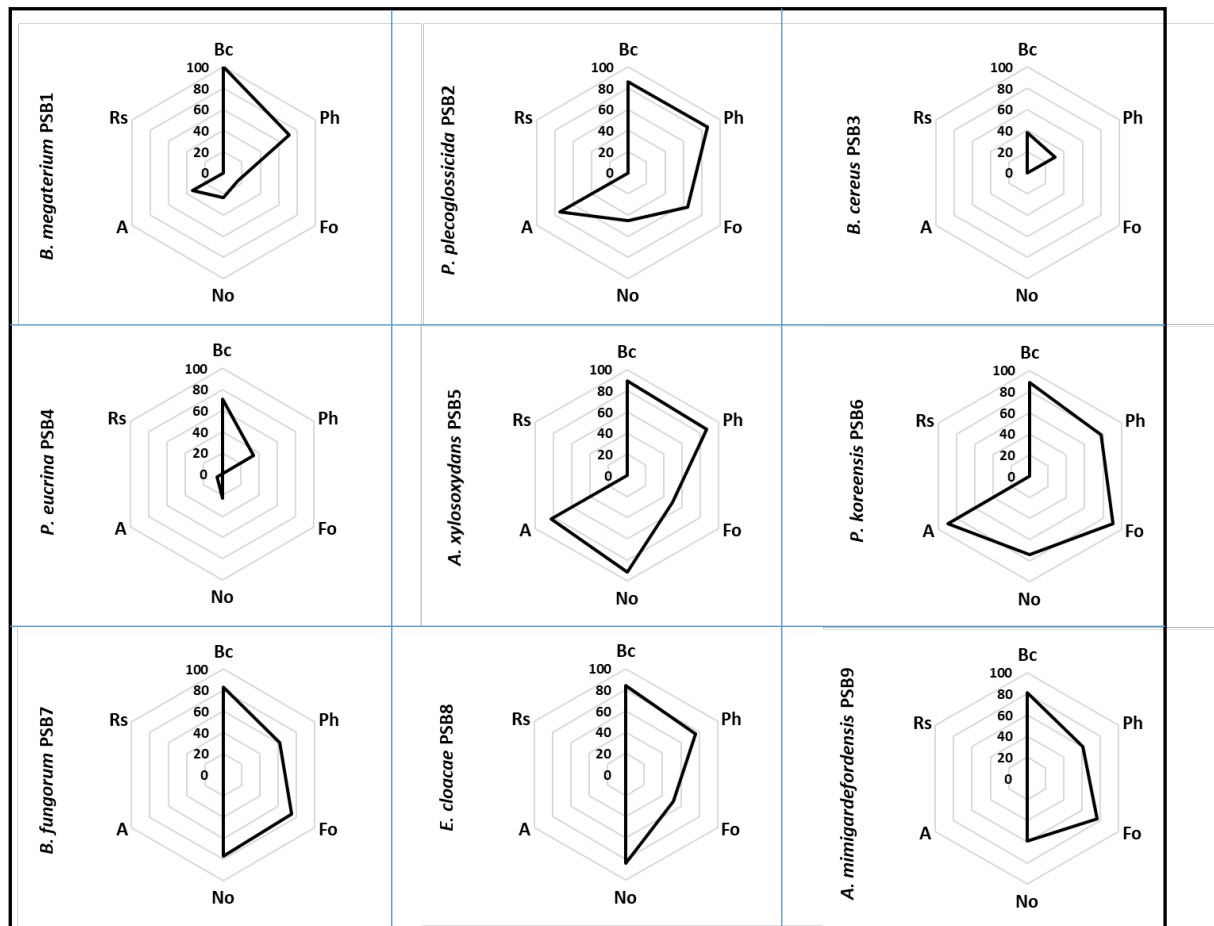 B. megaterium PSB1
Bc
100
80
60
40
20
0
Rs
Ph
A
Fo
No
P. plecoglossicida PSB2
Bc
100
80
60
40
20
0
Ph
A
Fo
No
B. cereus PSB3
Bc
100
80
60
40
20
0
Rs
Ph
A
Fo
No
P. eucrina PSB4
Bc
100
80
60
40
20
0
Rs
Ph
A
Fo
No
A. xylosoxydans PSB5
Bc
100
80
60
40
20
0
Rs
Ph
A
Fo
No
P. koreensis PSB6
Bc
100
80
60
40
20
0
Rs
Ph
A
Fo
No
B. fungorum PSB7
Bc
100
80
60
40
20
0
Rs
Ph
A
Fo
No
E. cloacae PSB8
Bc
100
80
60
40
20
0
Rs
Ph
A
Fo
No
A. mimigardefordensis PSB9
Bc
100
80
60
40
20
0
Rs
Ph
A
Fo
No